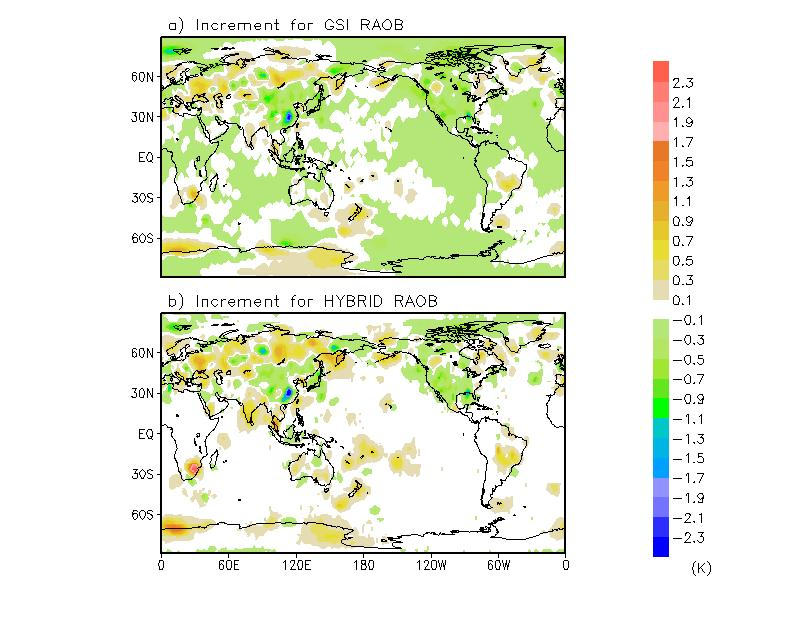 a) Increment for GSI RAOB
60N
30N
EQ
30S
60S
b) Increment for HYBRID RAOB
60N
30N
EQ
30S
60S
0 60E 120E 180 120W 60W 0
2.3
2.1
1.9
1.7
1.5
1.3
1.1
0.9
0.7
0.5
0.3
0.1
-0.1
-0.3
-0.5
-0.7
-0.9
-1.1
-1.3
-1.5
-1.7
-1.9
-2.1
-2.3
(K)